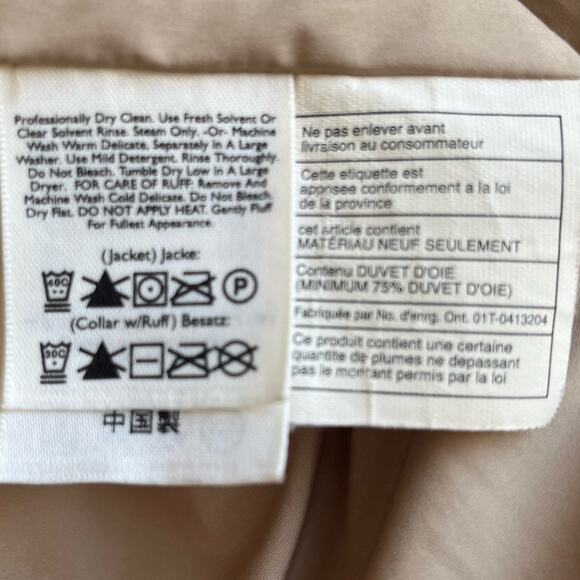 Professionally Dry Clean. Use Fresh Solvent Or
Clear Solvent Rinse. Steam Only. -Or- Machine
Wash Warm Delicate, Separately In A Large
Washer. Use Mild Detergent. Rinse Thoroughly.
Do Not Bleach. Tumble Dry Low In A Large
Dryer. FOR CARE OF RUFF: Remove And
Machine Wash Cold Delicate. Do Not Bleach.
Dry Flat. DO NOT APPLY HEAT. Gently Fluff
For Fullest Appearance.
(Jacket) Jacke:
40C P
(Collar w/Ruff) Besatz:
30C
中国製
Ne pas enlever avant
livraison au consommateur
Cette etiquette est
apposée conformement a la loi
de la province
cet article contient
MATÉRIAU NEUF SEULEMENT
Contenu DUVET D'OIE
(MINIMUM 75% DUVET D'OIE)
Fabriquée par No. d'enrg. Ont. 01T-0413204
Ce produit contient une certaine
quantité de plumes ne depassant
pas le montant permis par la loi